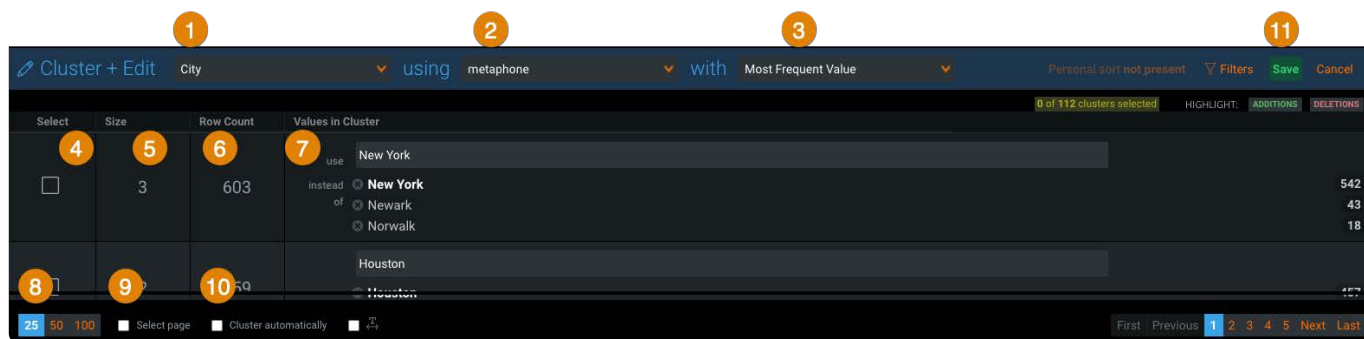 1 2 3 11
Cluster + Edit City using metaphone with Most Frequent Value Personal sort not present Filters Save Cancel
0 of 112 clusters selected HIGHLIGHT: ADDITIONS DELETIONS
Select Size Row Count Values in Cluster
4 5 6 7
use New York
3 603 instead of New York 542
Newark 43
Norwalk 18
Houston
8 9 10 59
Houston 457
25 50 100 Select page Cluster automatically First Previous 1 2 3 4 5 Next Last